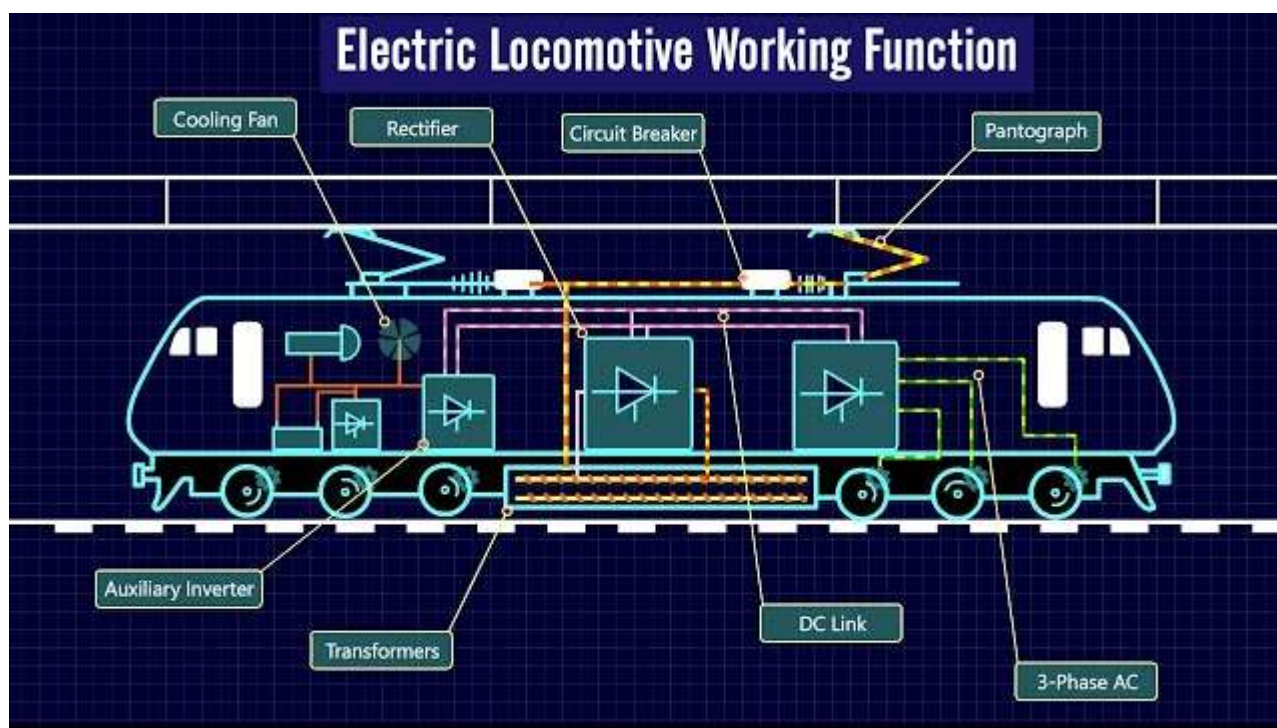 Electric Locomotive Working Function
Cooling Fan
Rectifier
Circuit Breaker
Pantograph
Auxiliary Inverter
Transformers
DC Link
3-Phase AC